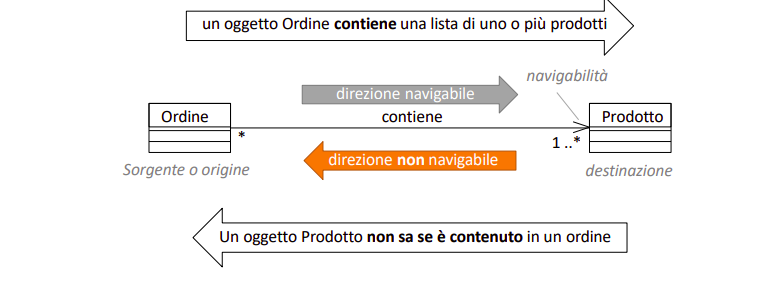 un oggetto Ordine contiene una lista di uno o più prodotti
navigabilità
direzione navigabile
Ordine
contiene
Prodotto
*
1 ..*
direzione non navigabile
Sorgente o origine
destinazione
Un oggetto Prodotto non sa se è contenuto in un ordine